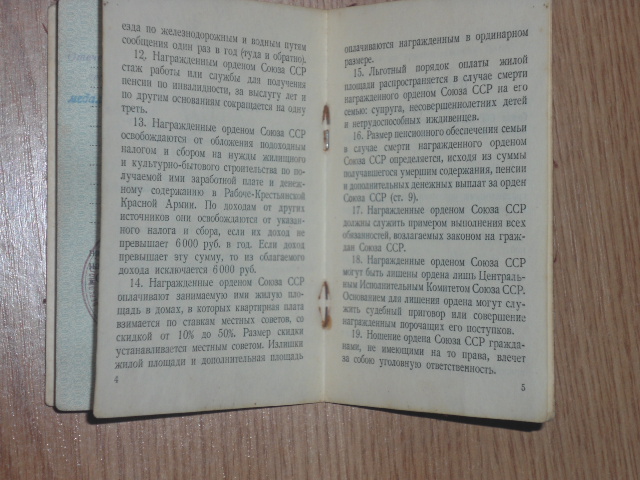 езда по железнодорожным и водным путям
сообщения один раз в год (туда и обратно).
12. Награжденным орденом Союза ССР
стаж работы или службы для получения
пенсии по инвалидности, за выслугу лет и
по другим основаниям сокращается на одну
треть.
13. Награжденные орденом Союза ССР
освобождаются от обложения подоходным
налогом и сбором на нужды жилищного
и культурно-бытового строительства по по-
лучаемой ими заработной плате и денеж-
ному содержанию в Рабоче-Крестьянской
Красной Армии. По доходам от других
источников они освобождаются от указан-
ного налога и сбора, если их доход не
превышает 6 000 руб. в год. Если доход
превышает эту сумму, то из облагаемого
дохода исключается 6 000 руб.
14. Награжденные орденом Союза ССР
оплачивают занимаемую ими жилую пло-
щадь в домах, в которых квартирная плата
взимается по ставкам местных советов, со
скидкой от 10% до 50%. Размер скидки
устанавливается местным советом. Излишки
жилой площади и дополнительная площадь
4
оплачиваются награжденным в ординарном
размере.
15. Льготный порядок оплаты жилой
площади распространяется в случае смерти
награжденного орденом Союза ССР на его
семью: супруга, несовершеннолетних детей
и нетрудоспособных иждивенцев.
16. Размер пенсионного обеспечения семьи
в случае смерти награжденного орденом
Союза ССР определяется, исходя из суммы
получавшегося умершим содержания, пенсии
и дополнительных денежных выплат за орден
Союза ССР (ст. 9).
17. Награжденные орденом Союза ССР
должны служить примером выполнения всех
обязанностей, возлагаемых законом на граж-
дан Союза ССР.
18. Награжденные орденом Союза ССР
могут быть лишены ордена лишь Централь-
ным Исполнительным Комитетом Союза ССР.
Основанием для лишения ордена могут слу-
жить судебный приговор или совершение
награжденным порочащих его поступков.
19. Ношение ордена Союза ССР гражда-
нами, не имеющими на то права, влечет
за собою уголовную ответственность.
5